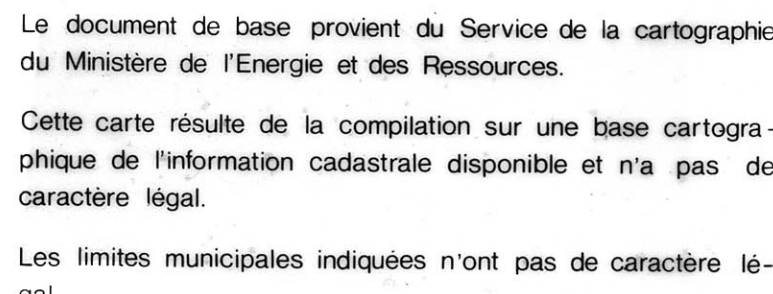 Le document de base provient du Service de la cartographie
du Ministère de l'Energie et des Ressources.
Cette carte résulte de la compilation sur une base cartogra-
phique de l'information cadastrale disponible et n'a pas de
caractère légal.
Les limites municipales indiquées n'ont pas de caractère lé-
gal